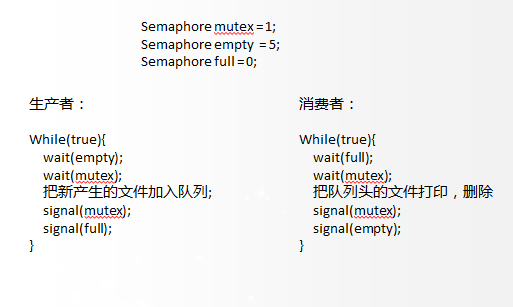 Semaphore mutex =1;
Semaphore empty = 5;
Semaphore full =0;
生产者：
While(true){
wait(empty);
wait(mutex);
把新产生的文件加入队列;
signal(mutex);
signal(full);
}
消费者：
While(true){
wait(full);
wait(mutex);
把队列头的文件打印，删除
signal(mutex);
signal(empty);
}